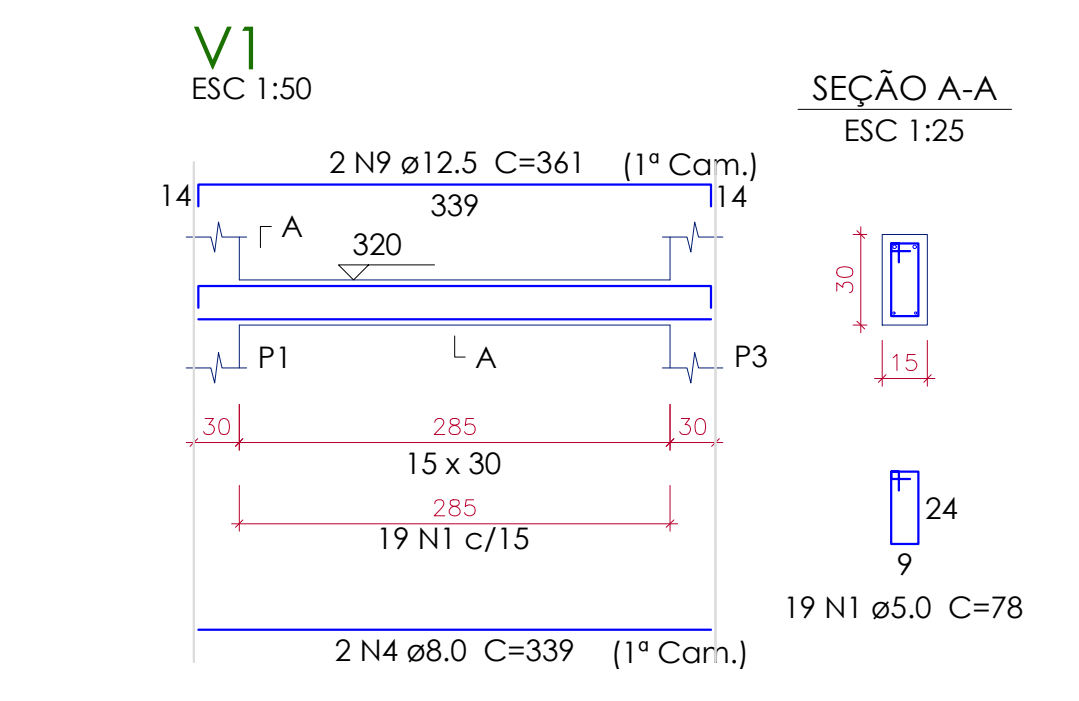 V1
ESC 1:50
SEÇÃO A-A
ESC 1:25
2 N9 ø12.5 C=361 (1ª Cam.)
14
339
14
A
320
30
15
P1
A
P3
30
285
30
15 x 30
285
19 N1 c/15
24
9
19 N1 ø5.0 C=78
2 N4 ø8.0 C=339 (1ª Cam.)